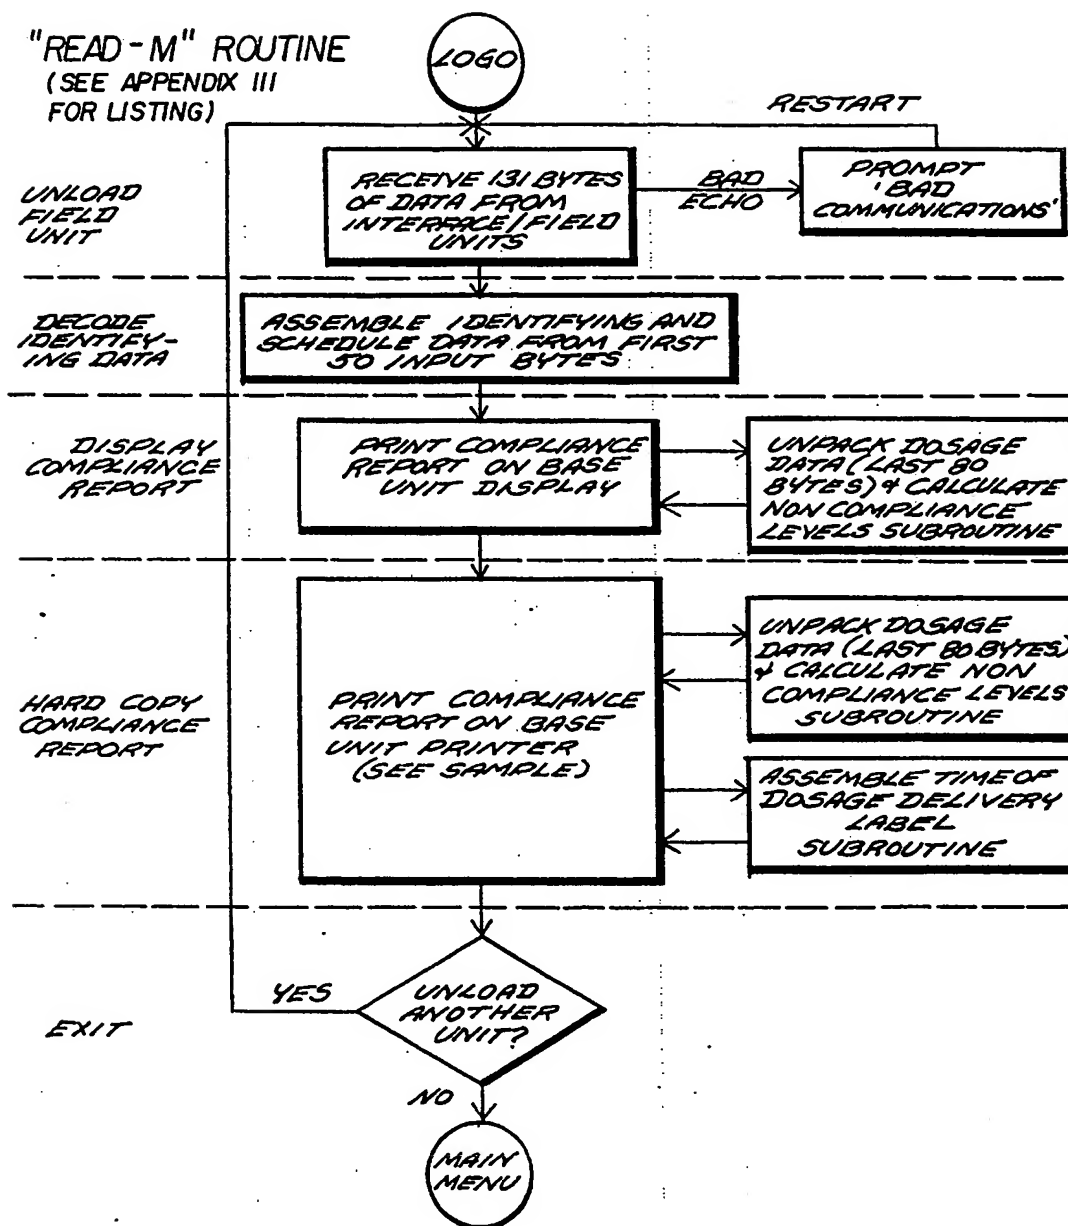 "READ-M" ROUTINE
(SEE APPENDIX III
FOR LISTING)
LOGO
RESTART
UNLOAD
FIELD
UNIT
RECEIVE 131 BYTES
OF DATA FROM
INTERFACE/FIELD
UNITS
BAD
ECHO
PROMPT
'BAD
COMMUNICATIONS'
DECODE
IDENTIFY-
ING DATA
ASSEMBLE IDENTIFYING AND
SCHEDULE DATA FROM FIRST
50 INPUT BYTES
DISPLAY
COMPLIANCE
REPORT
PRINT COMPLIANCE
REPORT ON BASE
UNIT DISPLAY
UNPACK DOSAGE
DATA (LAST 80
BYTES) & CALCULATE
NON COMPLIANCE
LEVELS SUBROUTINE
HARD COPY
COMPLIANCE
REPORT
PRINT COMPLIANCE
REPORT ON BASE
UNIT PRINTER
(SEE SAMPLE)
UNPACK DOSAGE
DATA (LAST 80 BYTES)
& CALCULATE NON
COMPLIANCE LEVELS
SUBROUTINE
ASSEMBLE TIME OF
DOSAGE DELIVERY
LABEL
SUBROUTINE
EXIT
YES
UNLOAD
ANOTHER
UNIT?
NO
MAIN
MENU